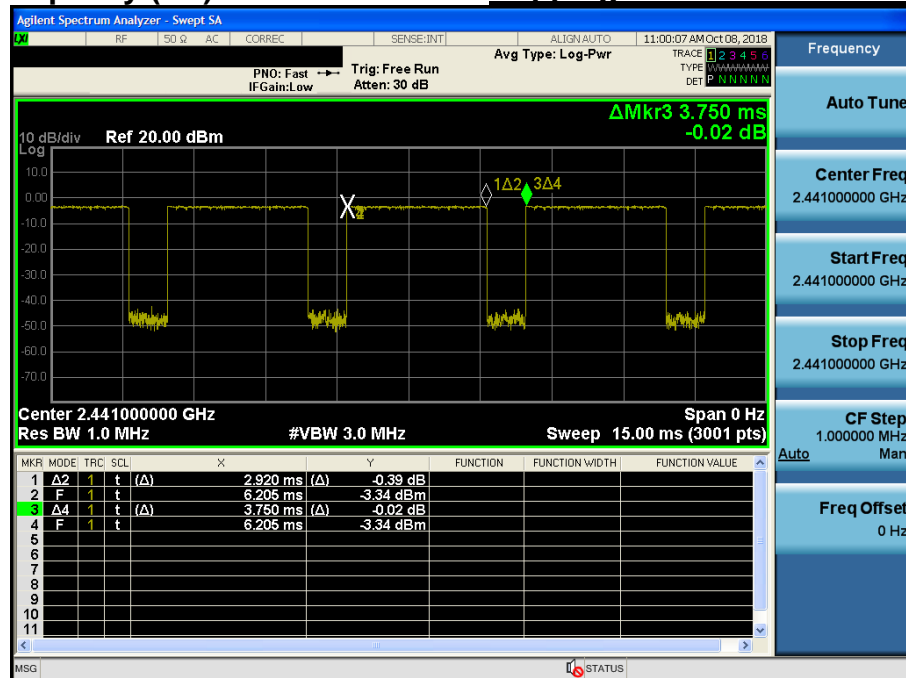 Agilent Spectrum Analyzer - Swept SA
LXI RF 50 Ω AC CORREC SENSE:INT ALIGN AUTO 11:00:07 AM Oct 08, 2018
Avg Type: Log-Pwr TRACE 1 2 3 4 5 6
PNO: Fast Trig: Free Run TYPE WWWWWW
IFGain:Low Atten: 30 dB DET P N N N N N
ΔMkr3 3.750 ms
-0.02 dB
10 dB/div Ref 20.00 dBm
Log
10.0
0.00
-10.0
-20.0
-30.0
-40.0
-50.0
-60.0
-70.0
1Δ2 3Δ4
Center 2.441000000 GHz Span 0 Hz
Res BW 1.0 MHz #VBW 3.0 MHz Sweep 15.00 ms (3001 pts)
MKR MODE TRC SCL X Y FUNCTION FUNCTION WIDTH FUNCTION VALUE
1 Δ2 1 t (Δ) 2.920 ms (Δ) -0.39 dB
2 F 1 t 6.205 ms -3.34 dBm
3 Δ4 1 t (Δ) 3.750 ms (Δ) -0.02 dB
4 F 1 t 6.205 ms -3.34 dBm
5
6
7
8
9
10
11
MSG STATUS
Frequency
Auto Tune
Center Freq
2.441000000 GHz
Start Freq
2.441000000 GHz
Stop Freq
2.441000000 GHz
CF Step
1.000000 MHz
Auto Man
Freq Offset
0 Hz